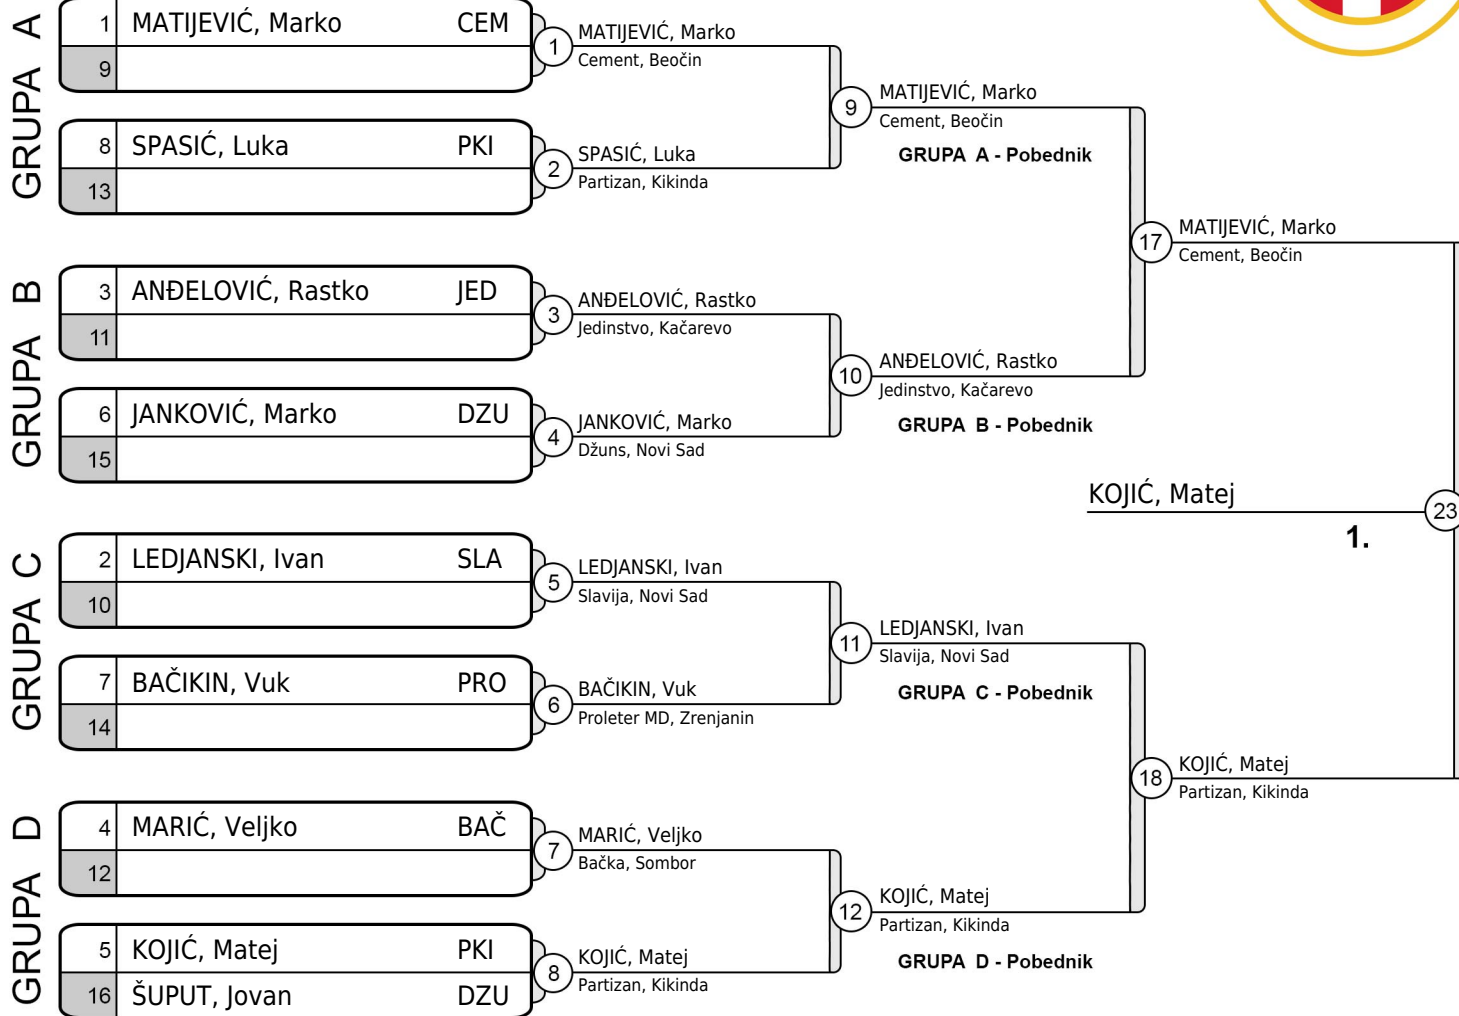 GRUPA A
1 MATIJEVIĆ, Marko CEM
9
8 SPASIĆ, Luka PKI
13
1
MATIJEVIĆ, Marko
Cement, Beočin
2
SPASIĆ, Luka
Partizan, Kikinda
9
MATIJEVIĆ, Marko
Cement, Beočin
GRUPA A - Pobednik
GRUPA B
3 ANĐELOVIĆ, Rastko JED
11
6 JANKOVIĆ, Marko DZU
15
3
ANĐELOVIĆ, Rastko
Jedinstvo, Kačarevo
4
JANKOVIĆ, Marko
Džuns, Novi Sad
10
ANĐELOVIĆ, Rastko
Jedinstvo, Kačarevo
GRUPA B - Pobednik
17
MATIJEVIĆ, Marko
Cement, Beočin
GRUPA C
2 LEDJANSKI, Ivan SLA
10
7 BAČIKIN, Vuk PRO
14
5
LEDJANSKI, Ivan
Slavija, Novi Sad
6
BAČIKIN, Vuk
Proleter MD, Zrenjanin
11
LEDJANSKI, Ivan
Slavija, Novi Sad
GRUPA C - Pobednik
GRUPA D
4 MARIĆ, Veljko BAČ
12
5 KOJIĆ, Matej PKI
16 ŠUPUT, Jovan DZU
7
MARIĆ, Veljko
Bačka, Sombor
8
KOJIĆ, Matej
Partizan, Kikinda
12
KOJIĆ, Matej
Partizan, Kikinda
GRUPA D - Pobednik
18
KOJIĆ, Matej
Partizan, Kikinda
KOJIĆ, Matej
23
1.